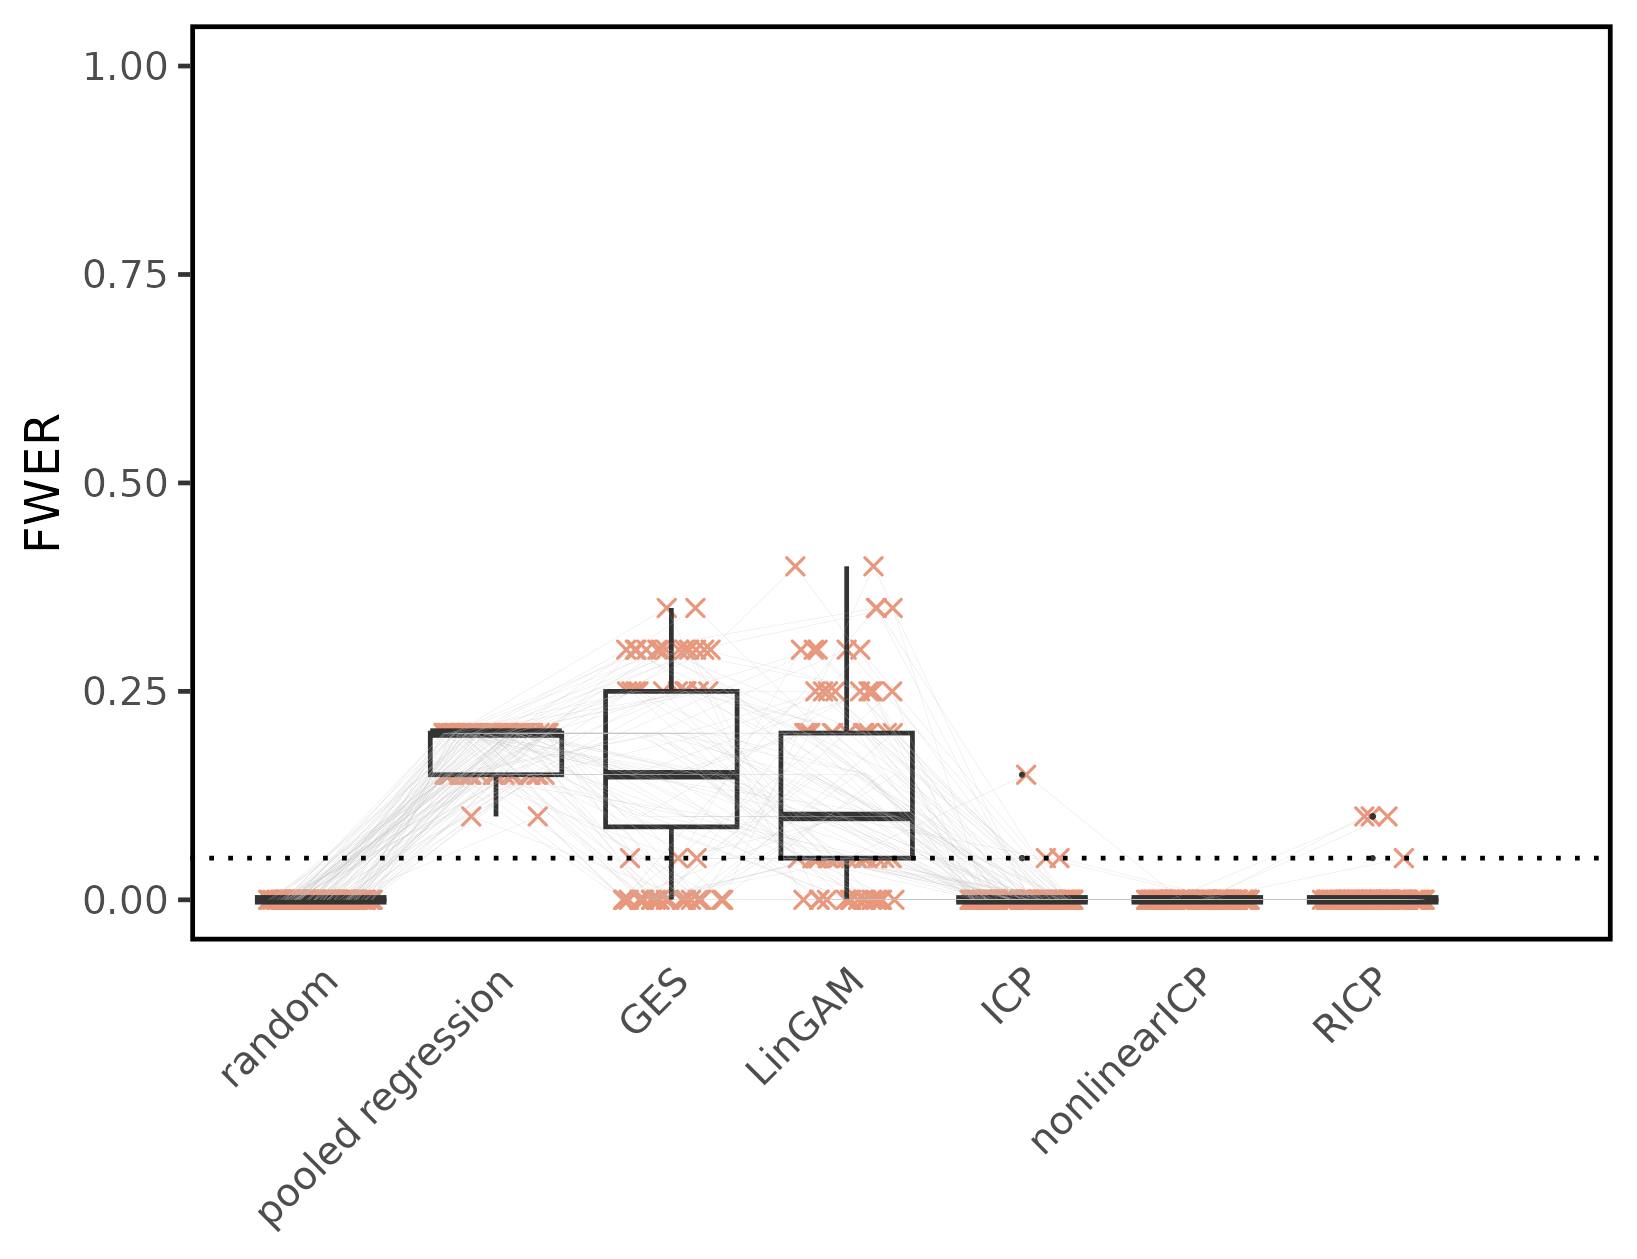 1.00
0.75
0.50
0.25
0.00
FWER
random
pooled regression
GES
LinGAM
ICP
nonlinearICP
RICP